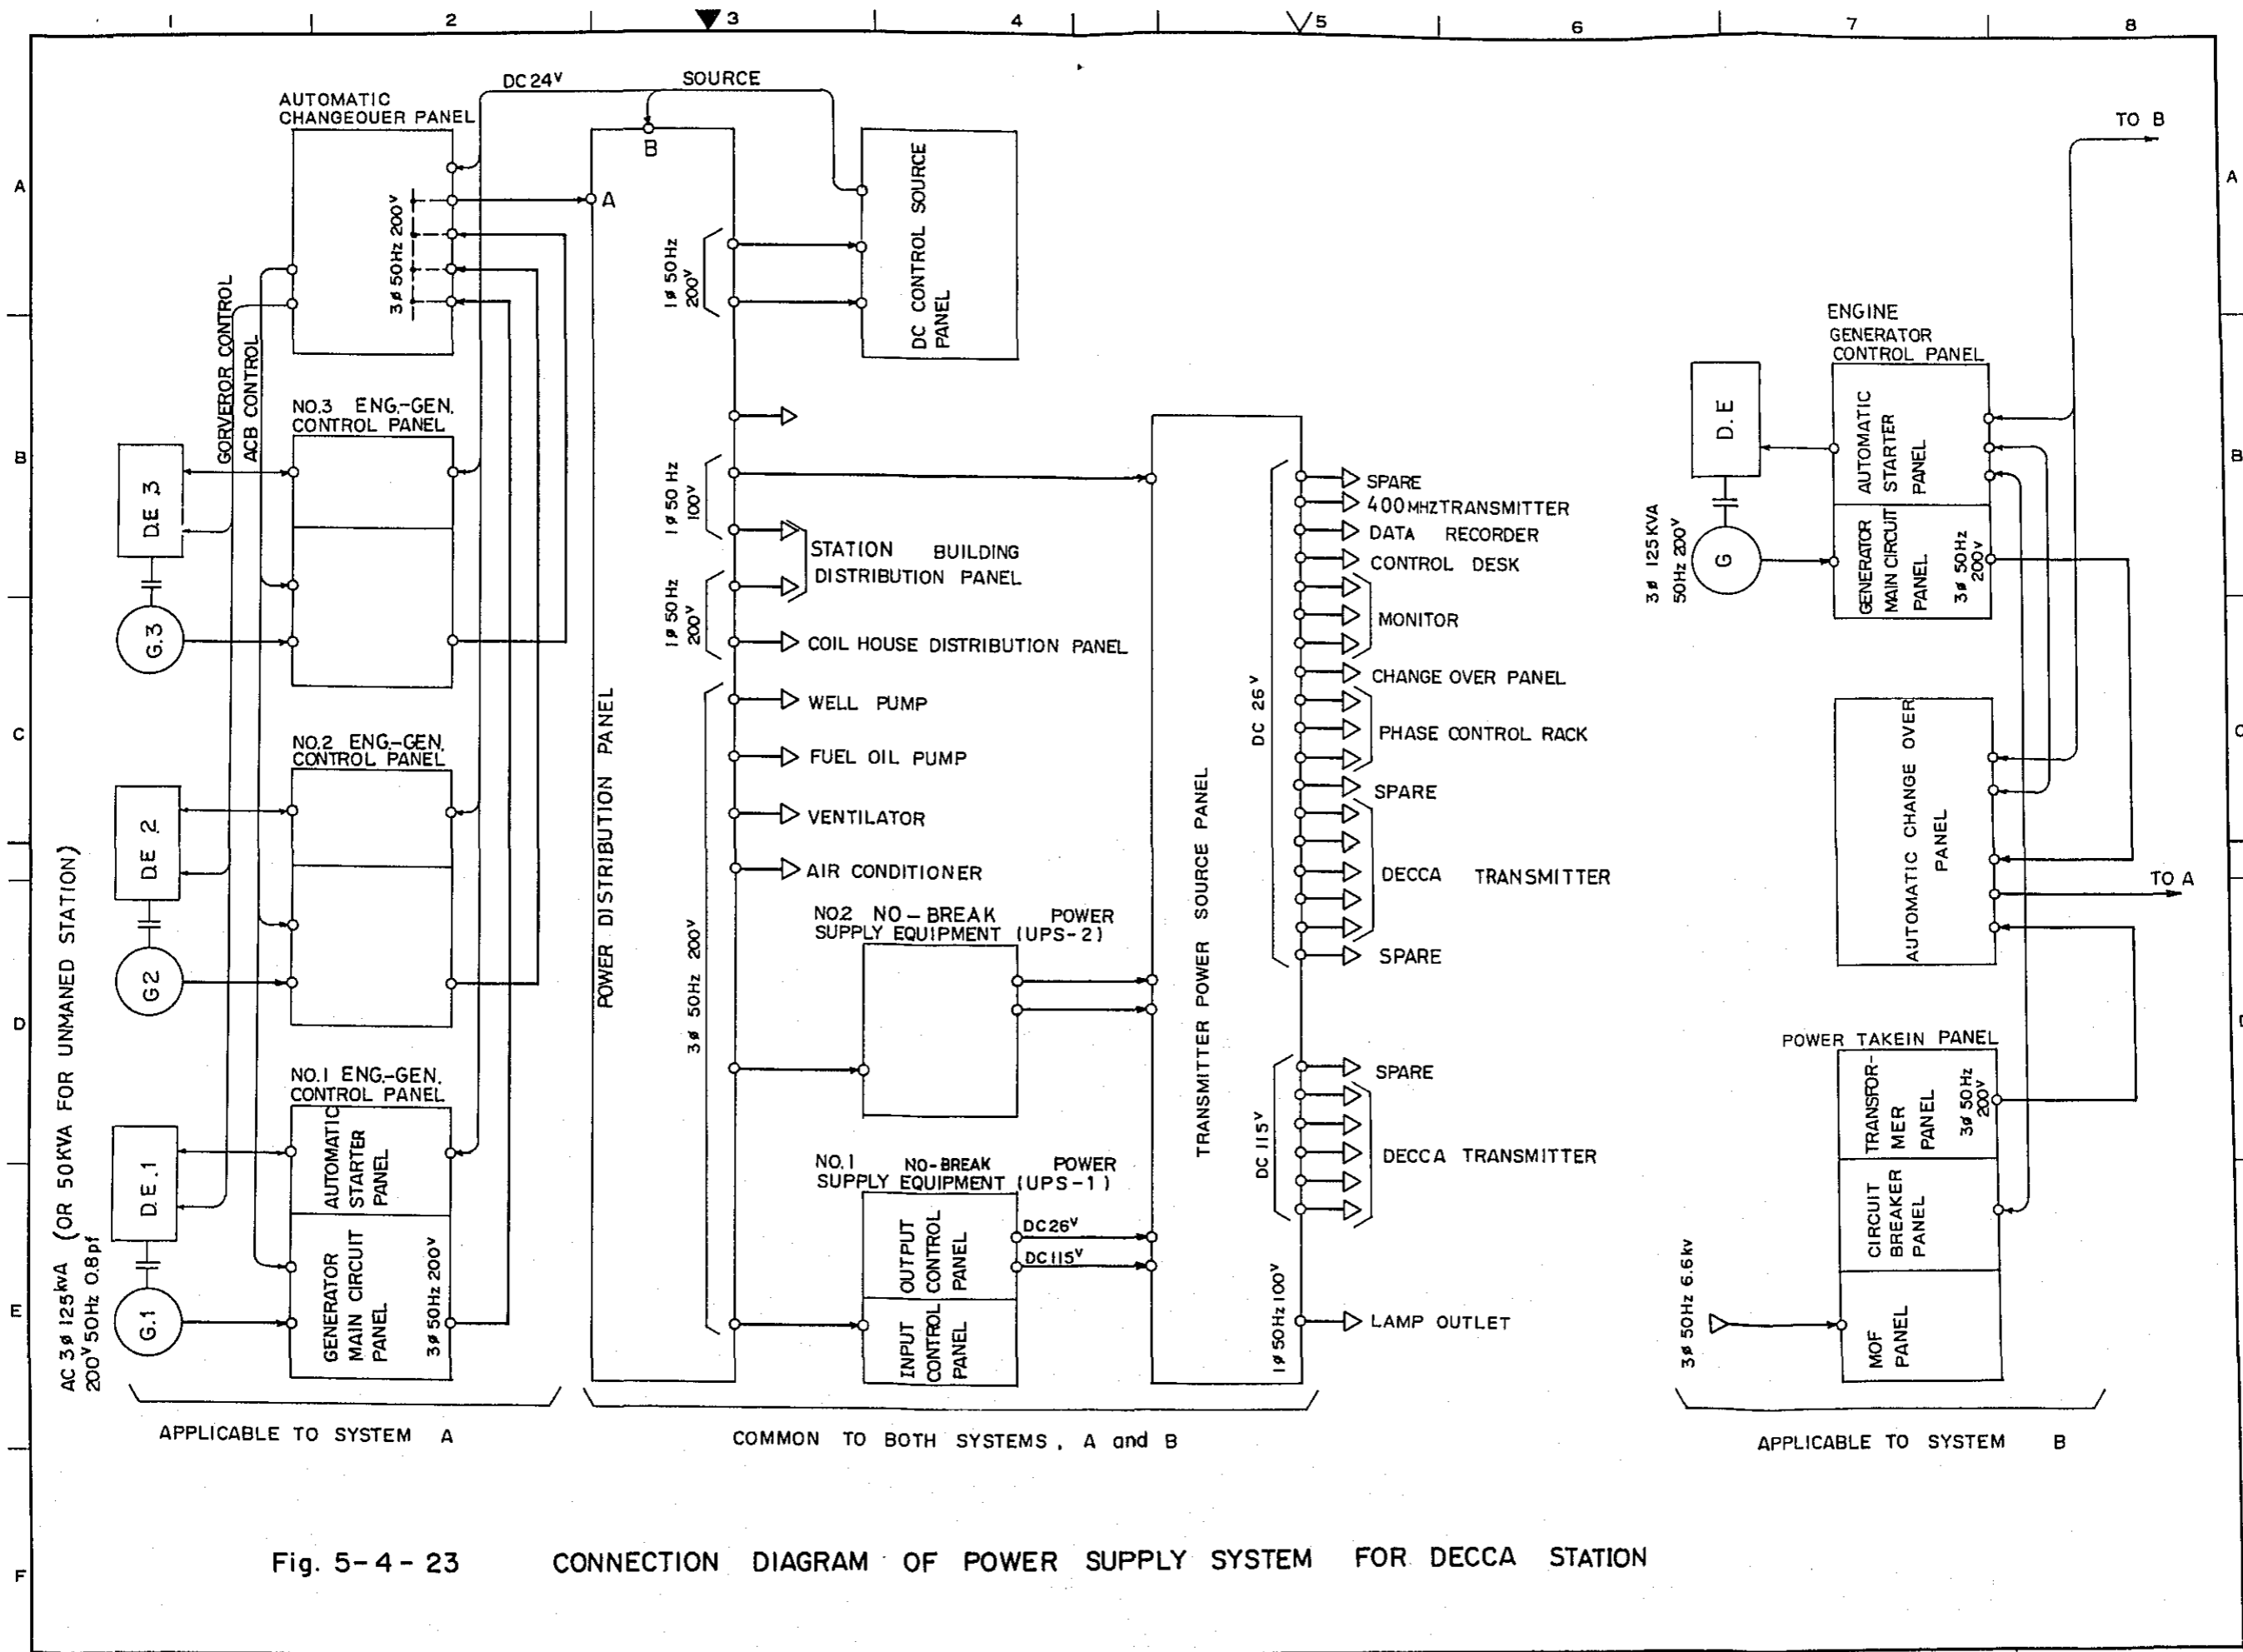 1 2 3 4 5 6 7 8
A
B
C
D
E
F
A
B
AUTOMATIC
CHANGEOUER PANEL
DC 24V
SOURCE
3ø 50Hz 200V
GORVEROR CONTROL
ACB CONTROL
NO.3 ENG.-GEN.
CONTROL PANEL
D.E 3
G.3
NO.2 ENG.-GEN.
CONTROL PANEL
D.E 2
G2
NO.1 ENG.-GEN.
CONTROL PANEL
AUTOMATIC
STARTER
PANEL
GENERATOR
MAIN CIRCUIT
PANEL
3ø 50Hz 200V
D.E.1
G.1
AC 3ø 125kVA (OR 50KVA FOR UNMANED STATION)
200V 50Hz 0.8pf
APPLICABLE TO SYSTEM A
B
A
POWER DISTRIBUTION PANEL
1ø 50Hz
200V
DC CONTROL SOURCE
PANEL
1ø 50Hz
100V
STATION BUILDING
DISTRIBUTION PANEL
1ø 50Hz
200V
COIL HOUSE DISTRIBUTION PANEL
3ø 50Hz 200V
WELL PUMP
FUEL OIL PUMP
VENTILATOR
AIR CONDITIONER
NO.2 NO-BREAK POWER
SUPPLY EQUIPMENT (UPS-2)
NO.1 NO-BREAK POWER
SUPPLY EQUIPMENT (UPS-1)
OUTPUT
CONTROL
PANEL
INPUT
CONTROL
PANEL
DC26V
DC115V
TRANSMITTER POWER SOURCE PANEL
DC 26V
SPARE
400MHZ TRANSMITTER
DATA RECORDER
CONTROL DESK
MONITOR
CHANGE OVER PANEL
PHASE CONTROL RACK
SPARE
DECCA TRANSMITTER
SPARE
DC 115V
SPARE
DECCA TRANSMITTER
1ø 50Hz 100V
LAMP OUTLET
COMMON TO BOTH SYSTEMS, A and B
TO B
ENGINE
GENERATOR
CONTROL PANEL
AUTOMATIC
STARTER
PANEL
GENERATOR
MAIN CIRCUIT
PANEL
3ø 50Hz
200V
D.E
G
3ø 125KVA
50Hz 200V
AUTOMATIC CHANGE OVER
PANEL
TO A
POWER TAKEIN PANEL
TRANSFOR-
MER
PANEL
3ø 50Hz
200V
CIRCUIT
BREAKER
PANEL
MOF
PANEL
3ø 50Hz 6.6kv
APPLICABLE TO SYSTEM B
Fig. 5-4-23 CONNECTION DIAGRAM OF POWER SUPPLY SYSTEM FOR DECCA STATION